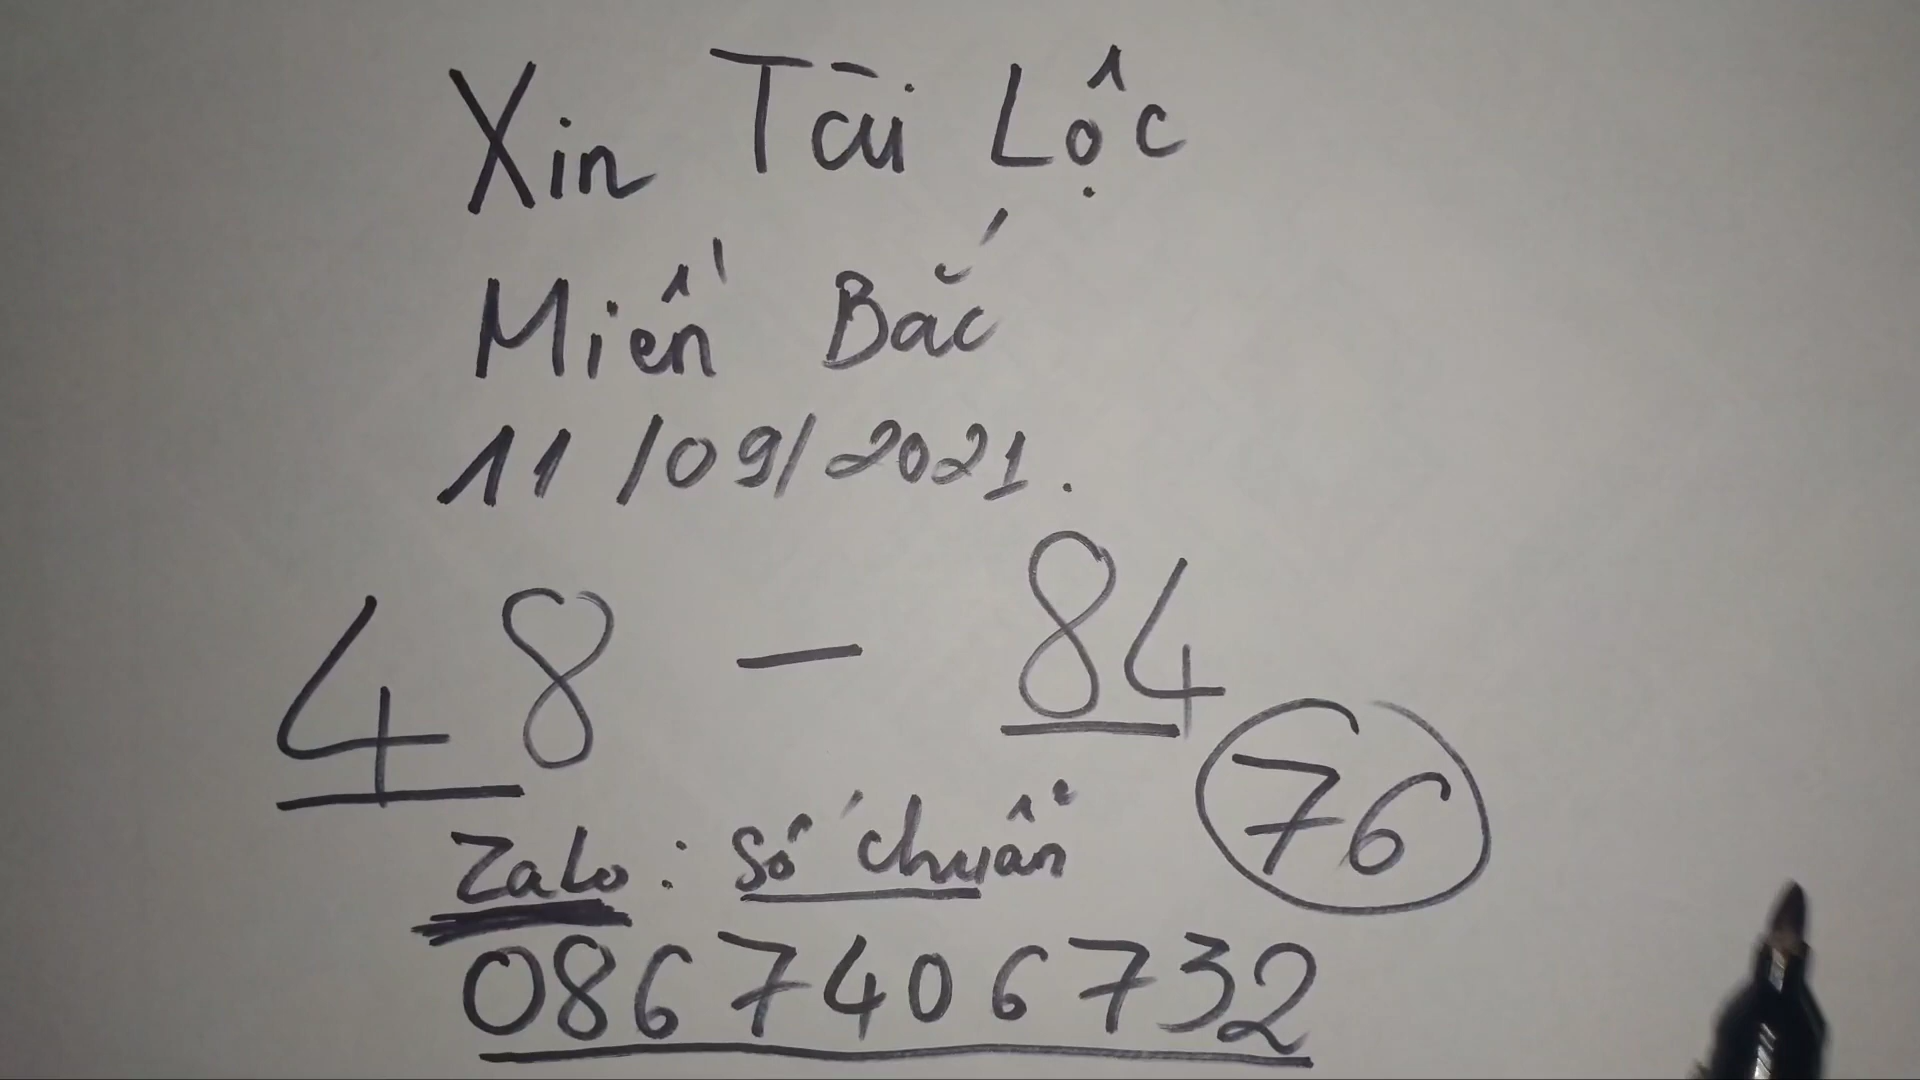 Xin Tài Lộc
Miền Bắc
11/09/2021.
48 - 84
76
Zalo: Số chuẩn
0867406732